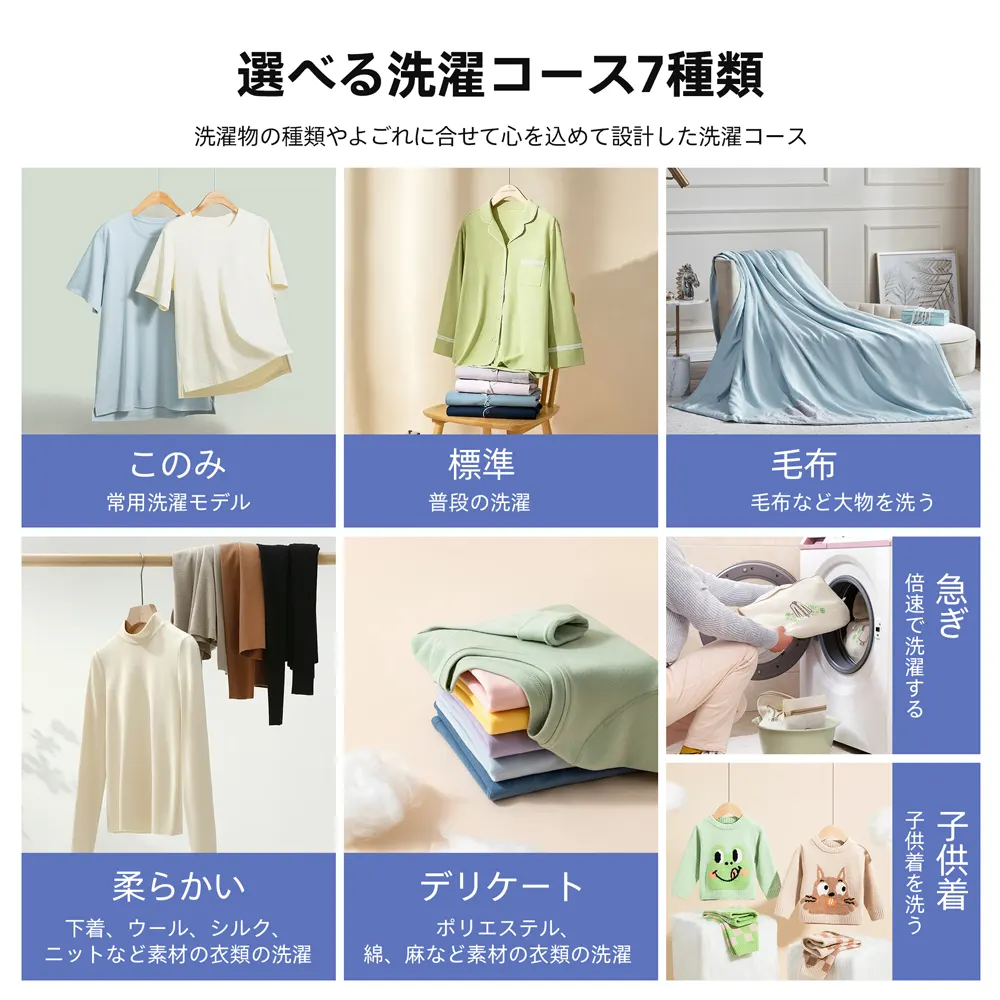 選べる洗濯コース7種類
洗濯物の種類やよごれに合せて心を込めて設計した洗濯コース
このみ
常用洗濯モデル
標準
普段の洗濯
毛布
毛布など大物を洗う
柔らかい
下着、ウール、シルク、
ニットなど素材の衣類の洗濯
デリケート
ポリエステル、
綿、麻など素材の衣類の洗濯
急ぎ
倍速で洗濯する
子供着
子供着を洗う